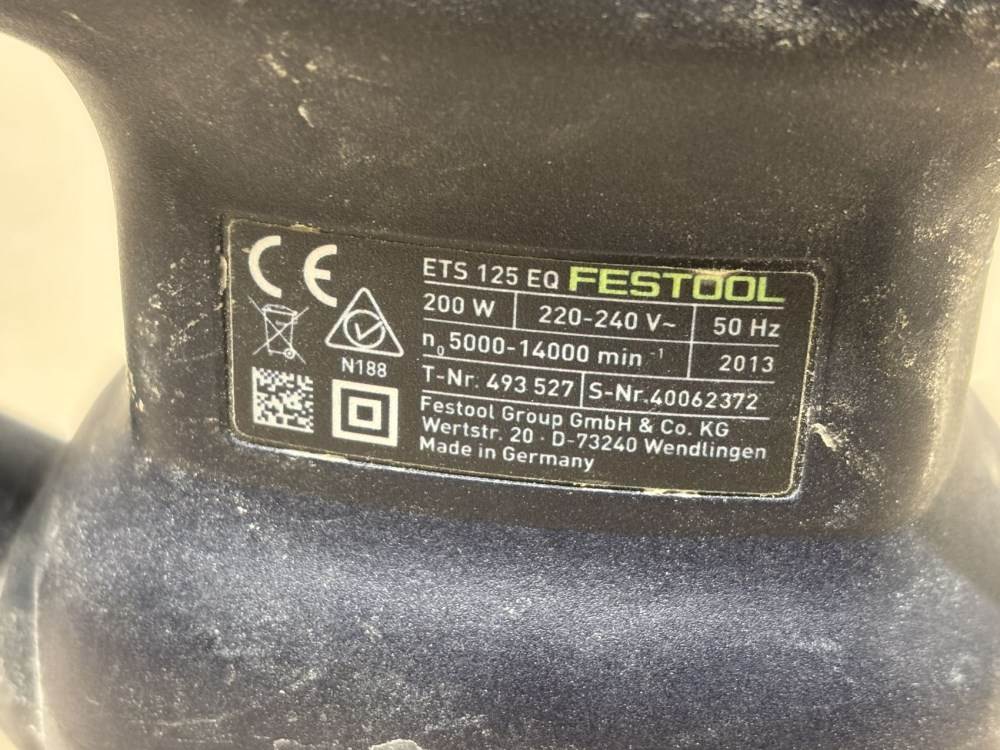 CE
ETS 125 EQ FESTOOL
200 W 220-240 V~ 50 Hz
n₀ 5000-14000 min⁻¹ 2013
N188
T-Nr. 493 527 S-Nr. 40062372
Festool Group GmbH & Co. KG
Wertstr. 20 · D-73240 Wendlingen
Made in Germany